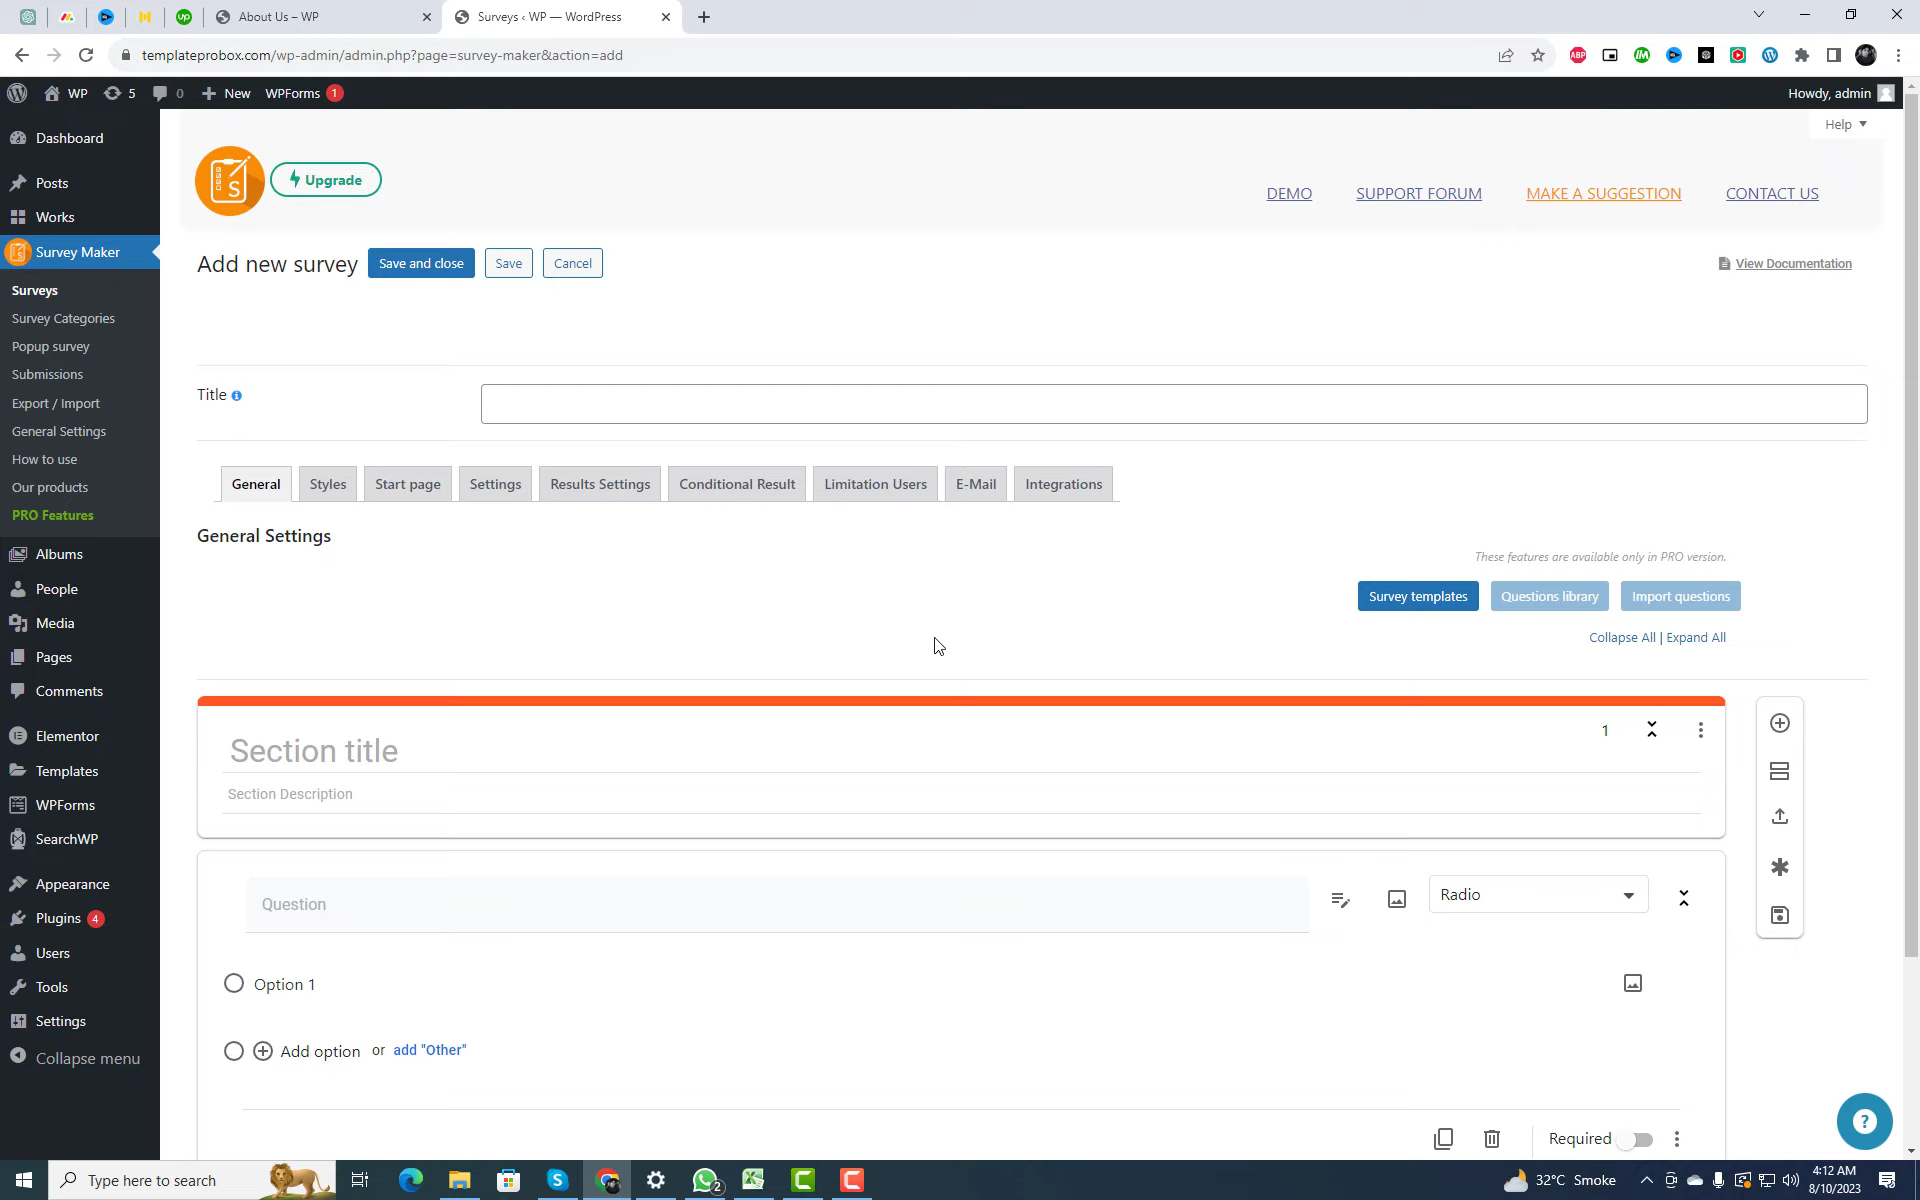 About Us – WP
Surveys ‹ WP — WordPress
templateprobox.com/wp-admin/admin.php?page=survey-maker&action=add
WP
5
0
New
WPForms 1
Howdy, admin
Help
Dashboard
Posts
Works
Survey Maker
Surveys
Survey Categories
Popup survey
Submissions
Export / Import
General Settings
How to use
Our products
PRO Features
Albums
People
Media
Pages
Comments
Elementor
Templates
WPForms
SearchWP
Appearance
Plugins 4
Users
Tools
Settings
Collapse menu
S
Upgrade
DEMO
SUPPORT FORUM
MAKE A SUGGESTION
CONTACT US
Add new survey
Save and close
Save
Cancel
View Documentation
Title
General
Styles
Start page
Settings
Results Settings
Conditional Result
Limitation Users
E-Mail
Integrations
General Settings
These features are available only in PRO version.
Survey templates
Questions library
Import questions
Collapse All | Expand All
1
Section title
Section Description
Question
Radio
Option 1
Add option or add "Other"
Required
?
Type here to search
2
32°C Smoke
4:12 AM
8/10/2023